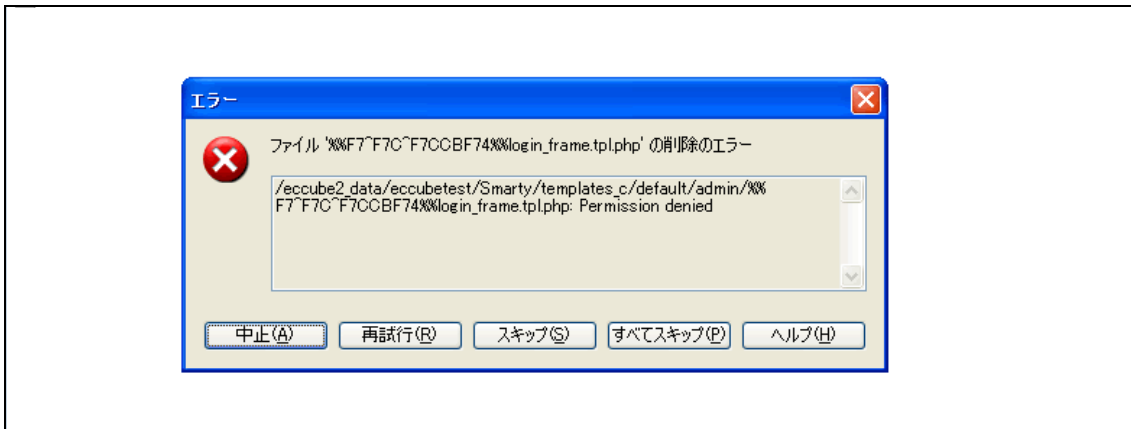 エラー
ファイル '%%F7^F7C^F7CCBF74%%login_frame.tpl.php' の削除のエラー
/eccube2_data/eccubetest/Smarty/templates_c/default/admin/%%
F7^F7C^F7CCBF74%%login_frame.tpl.php: Permission denied
中止(A)
再試行(R)
スキップ(S)
すべてスキップ(P)
ヘルプ(H)